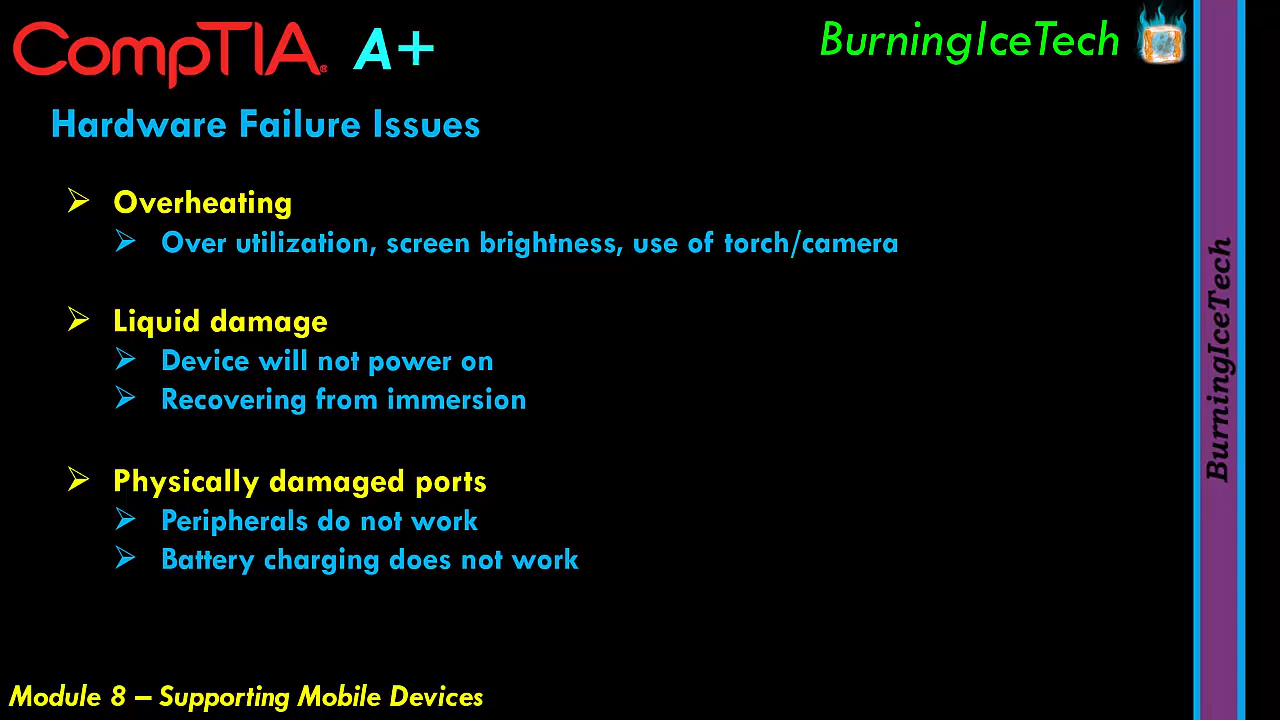 CompTIA® A+
BurningIceTech
Hardware Failure Issues
➢ Overheating
➢ Over utilization, screen brightness, use of torch/camera
➢ Liquid damage
➢ Device will not power on
➢ Recovering from immersion
➢ Physically damaged ports
➢ Peripherals do not work
➢ Battery charging does not work
BurningIceTech
Module 8 – Supporting Mobile Devices